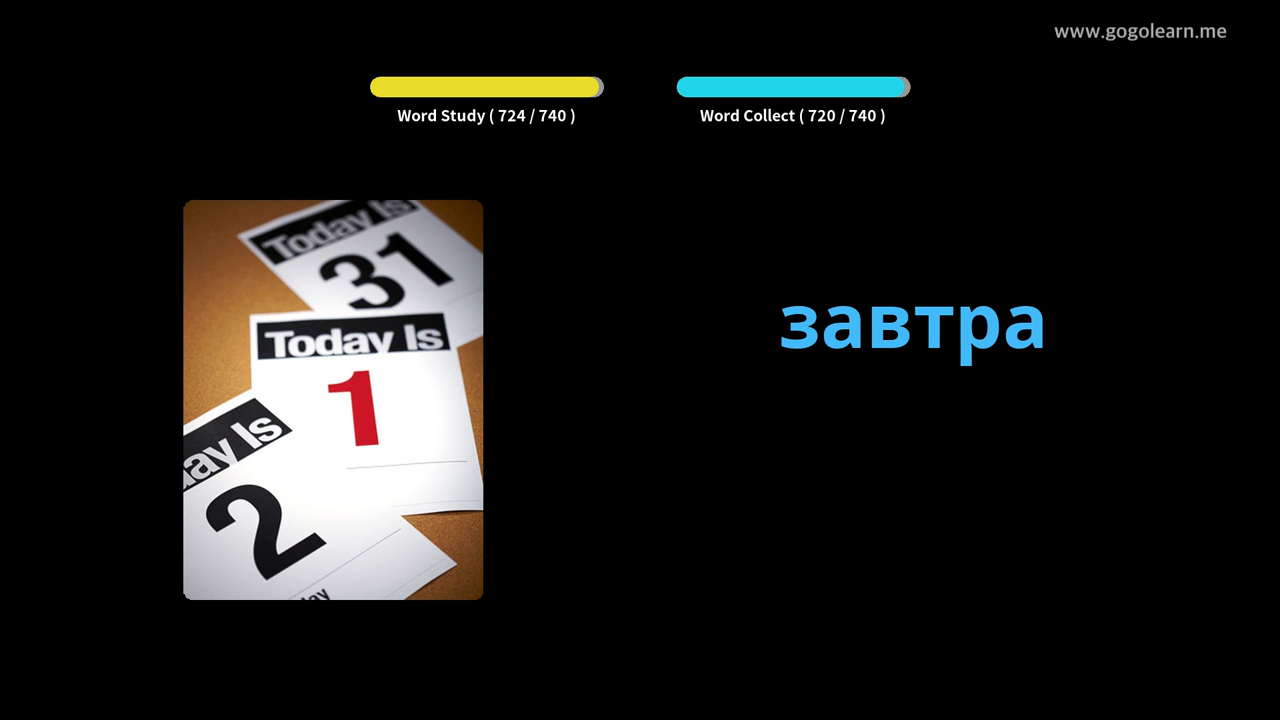 www.gogolearn.me
Word Study ( 724 / 740 )
Word Collect ( 720 / 740 )
Today Is
31
Today Is
1
завтра
ay Is
2